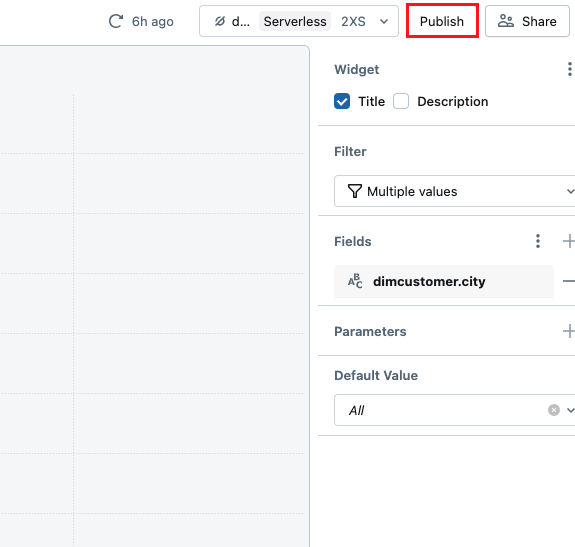 6h ago d... Serverless 2XS Publish Share
Widget
Title Description
Filter
Multiple values
Fields
ABC dimcustomer.city
Parameters
Default Value
All